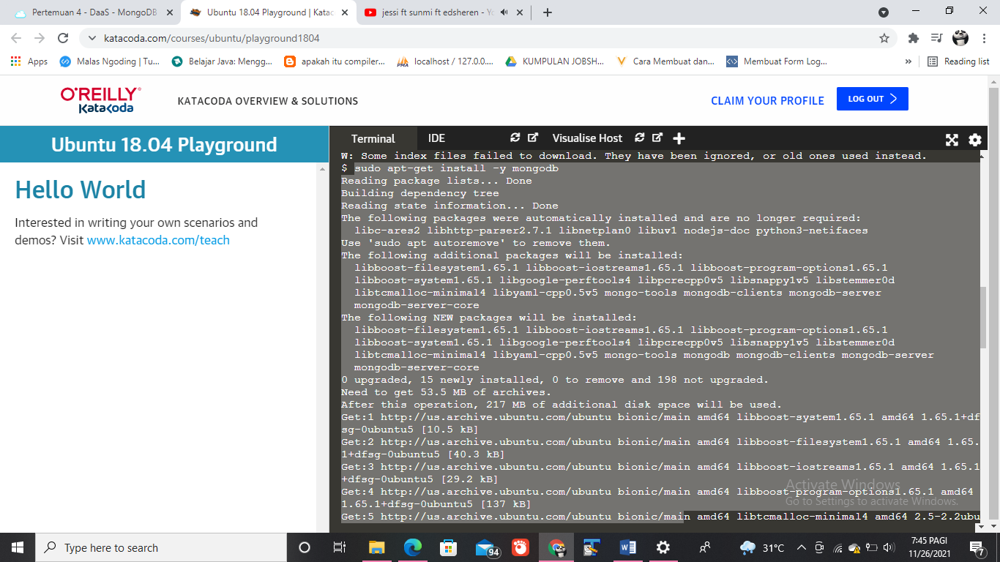 Pertemuan 4 - DaaS - MongoDB
Ubuntu 18.04 Playground | Katac
jessi ft sunmi ft edsheren - Yo
katacoda.com/courses/ubuntu/playground1804
Apps
Malas Ngoding | Tu...
Belajar Java: Mengg...
apakah itu compiler...
localhost / 127.0.0....
KUMPULAN JOBSH...
Cara Membuat dan...
Membuat Form Log...
Reading list
O'REILLY
Katacoda
KATACODA OVERVIEW & SOLUTIONS
CLAIM YOUR PROFILE
LOG OUT
Ubuntu 18.04 Playground
Hello World
Interested in writing your own scenarios and
demos? Visit www.katacoda.com/teach
Terminal
IDE
Visualise Host
W: Some index files failed to download. They have been ignored, or old ones used instead.
$ sudo apt-get install -y mongodb
Reading package lists... Done
Building dependency tree
Reading state information... Done
The following packages were automatically installed and are no longer required:
libc-ares2 libhttp-parser2.7.1 libnetplan0 libuv1 nodejs-doc python3-netifaces
Use 'sudo apt autoremove' to remove them.
The following additional packages will be installed:
libboost-filesystem1.65.1 libboost-iostreams1.65.1 libboost-program-options1.65.1
libboost-system1.65.1 libgoogle-perftools4 libpcrecpp0v5 libsnappy1v5 libstemmer0d
libtcmalloc-minimal4 libyaml-cpp0.5v5 mongo-tools mongodb-clients mongodb-server
mongodb-server-core
The following NEW packages will be installed:
libboost-filesystem1.65.1 libboost-iostreams1.65.1 libboost-program-options1.65.1
libboost-system1.65.1 libgoogle-perftools4 libpcrecpp0v5 libsnappy1v5 libstemmer0d
libtcmalloc-minimal4 libyaml-cpp0.5v5 mongo-tools mongodb mongodb-clients mongodb-server
mongodb-server-core
0 upgraded, 15 newly installed, 0 to remove and 198 not upgraded.
Need to get 53.5 MB of archives.
After this operation, 217 MB of additional disk space will be used.
Get:1 http://us.archive.ubuntu.com/ubuntu bionic/main amd64 libboost-system1.65.1 amd64 1.65.1+df
sg-0ubuntu5 [10.5 kB]
Get:2 http://us.archive.ubuntu.com/ubuntu bionic/main amd64 libboost-filesystem1.65.1 amd64 1.65.
1+dfsg-0ubuntu5 [40.3 kB]
Get:3 http://us.archive.ubuntu.com/ubuntu bionic/main amd64 libboost-iostreams1.65.1 amd64 1.65.1
+dfsg-0ubuntu5 [29.2 kB]
Get:4 http://us.archive.ubuntu.com/ubuntu bionic/main amd64 libboost-program-options1.65.1 amd64
1.65.1+dfsg-0ubuntu5 [137 kB]
Get:5 http://us.archive.ubuntu.com/ubuntu bionic/main amd64 libtcmalloc-minimal4 amd64 2.5-2.2ubu
Activate Windows
Go to Settings to activate Windows.
Type here to search
94
31°C
7:45 PAGI
11/26/2021
7